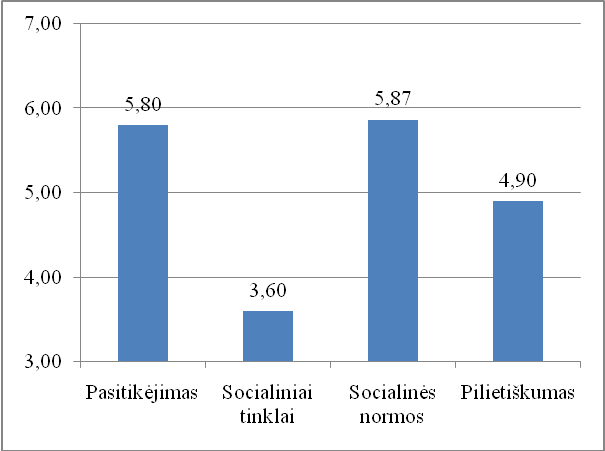 7,00
6,00
5,00
4,00
3,00
5,80
3,60
5,87
4,90
Pasitikėjimas
Socialiniai
tinklai
Socialinės
normos
Pilietiškumas